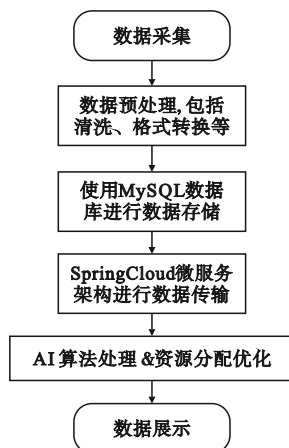 数据采集
数据预处理,包括
清洗、格式转换等
使用MySQL数据
库进行数据存储
SpringCloud微服务
架构进行数据传输
AI算法处理&资源分配优化
数据展示